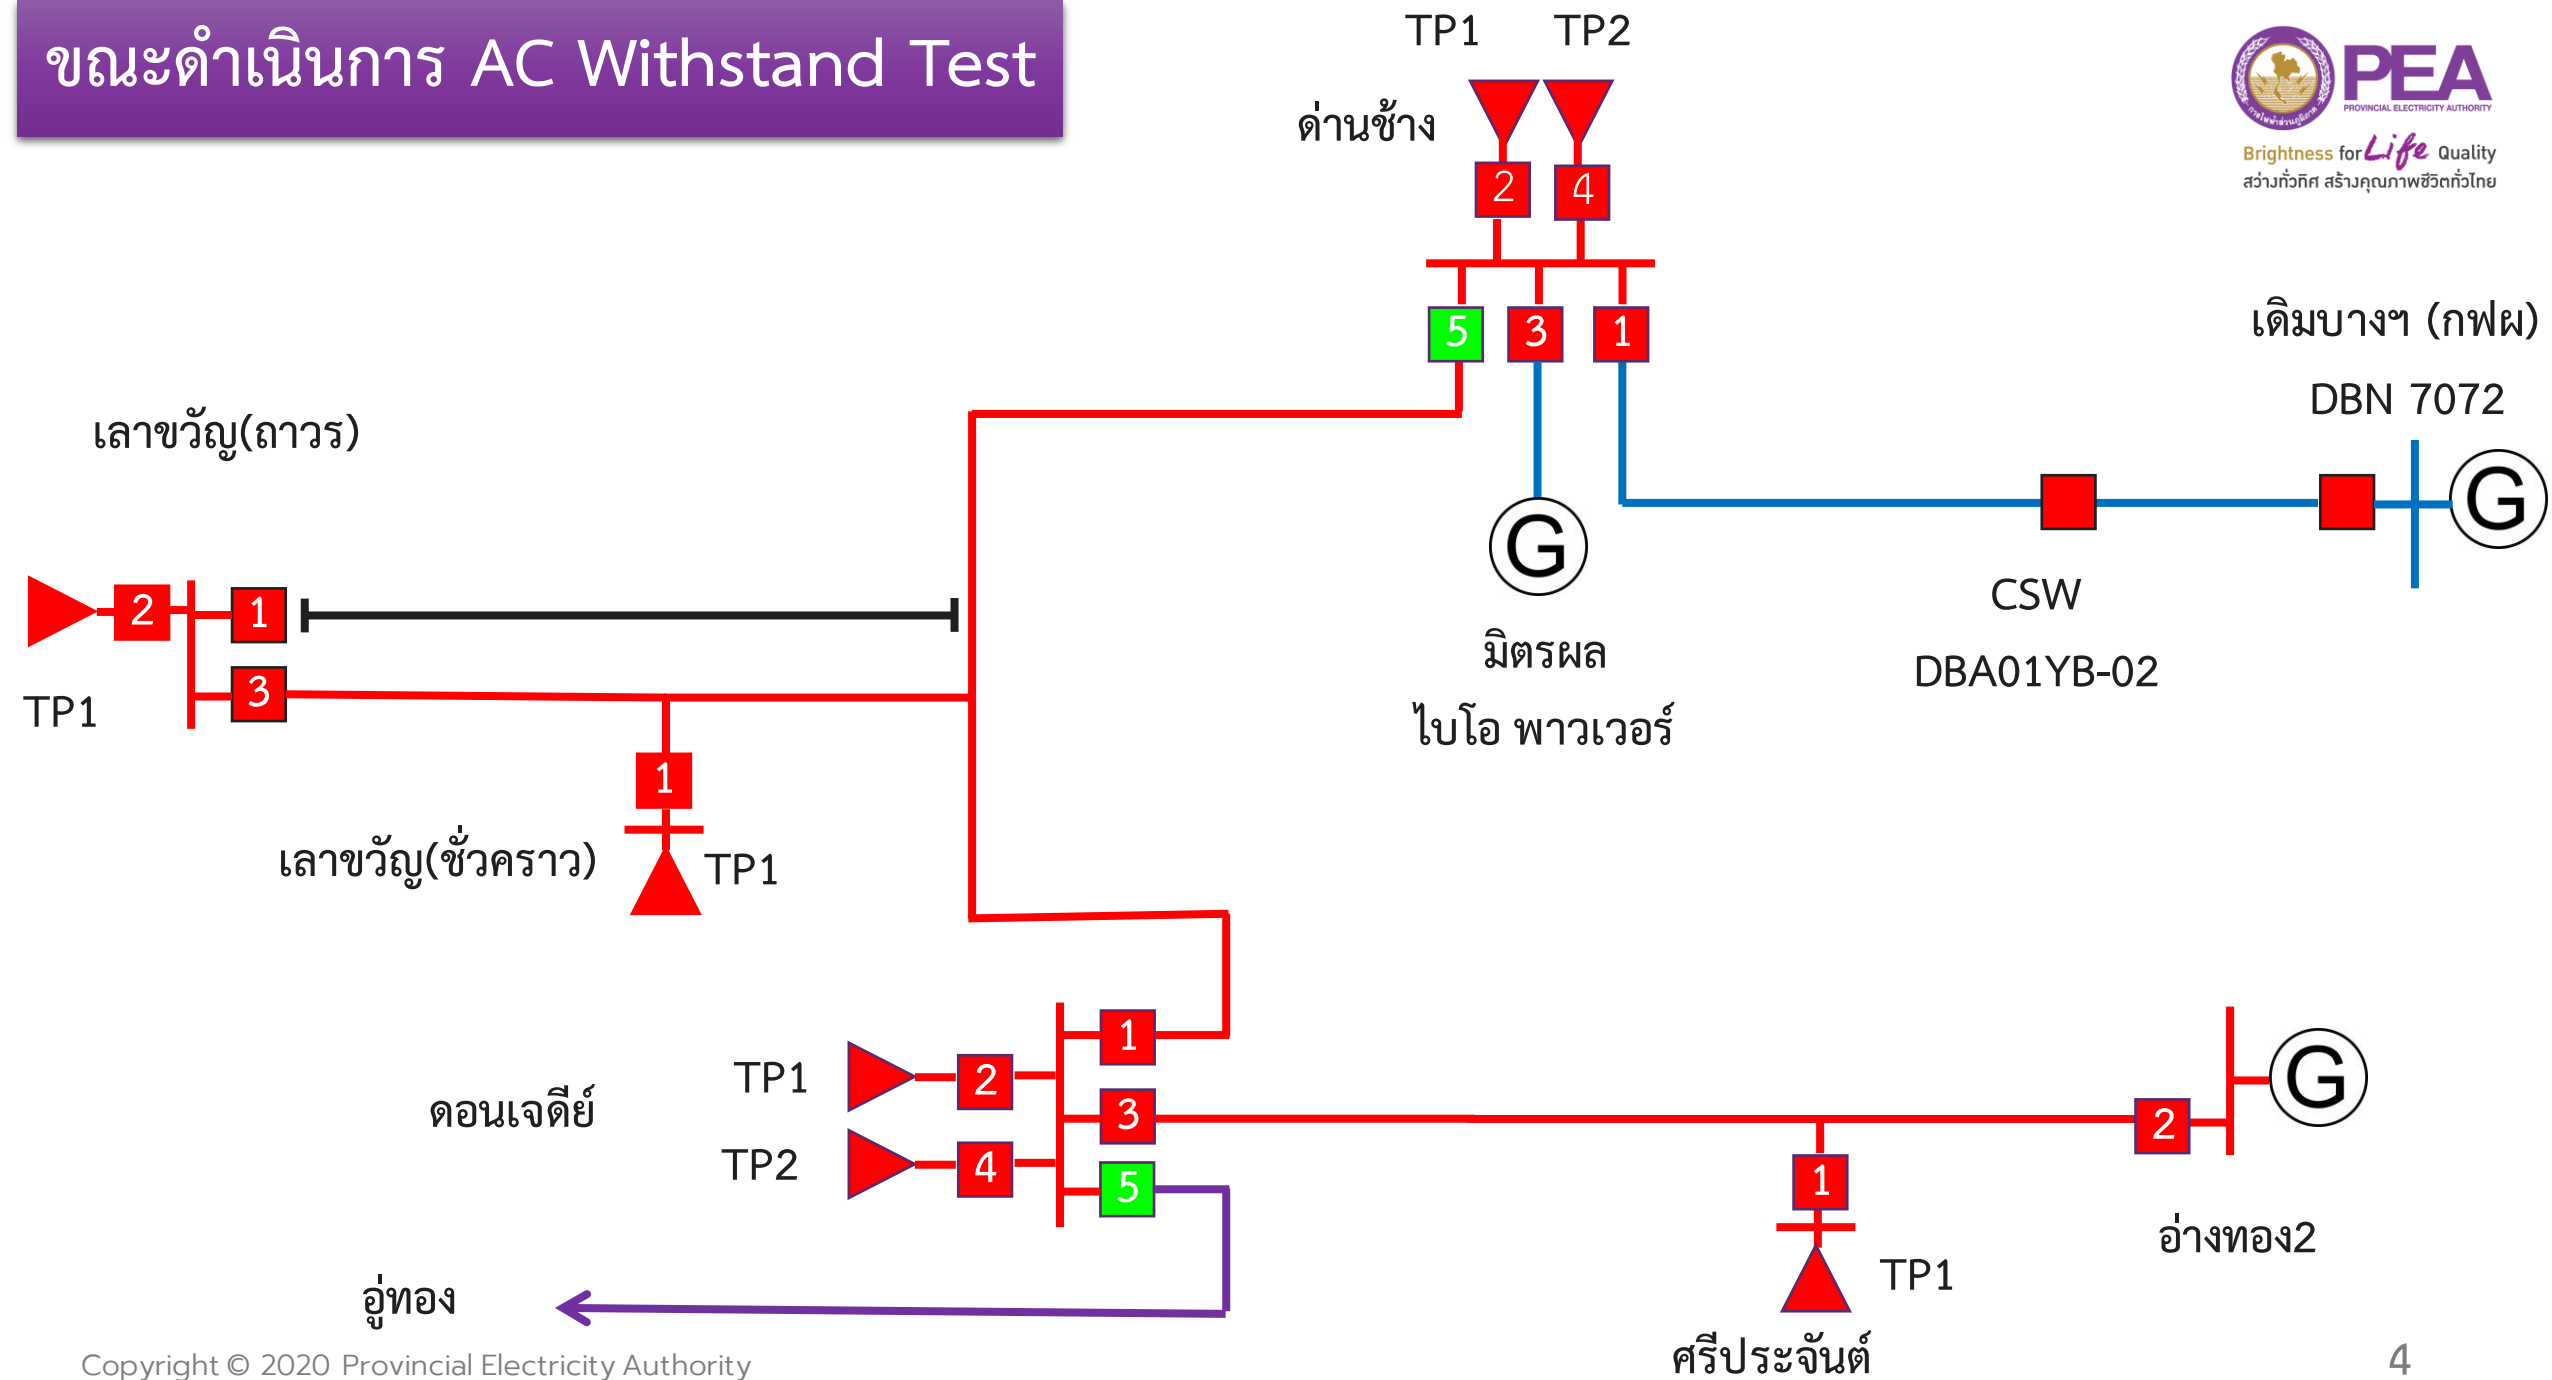 ขณะดำเนินการ AC Withstand Test
TP1 TP2
ด่านช้าง
2 4
5 3 1
PEA
PROVINCIAL ELECTRICITY AUTHORITY
Brightness for Life Quality
สว่างทั่วทิศ สร้างคุณภาพชีวิตทั่วไทย
เดิมบางฯ (กฟผ)
DBN 7072
G
G
CSW
DBA01YB-02
มิตรผล
ไบโอ พาวเวอร์
เลาขวัญ(ถาวร)
2 1
3
TP1
1
เลาขวัญ(ชั่วคราว) TP1
ดอนเจดีย์
TP1 2 1
3
TP2 4 5
อู่ทอง
2 G
1
อ่างทอง2
TP1
ศรีประจันต์
Copyright © 2020 Provincial Electricity Authority
4